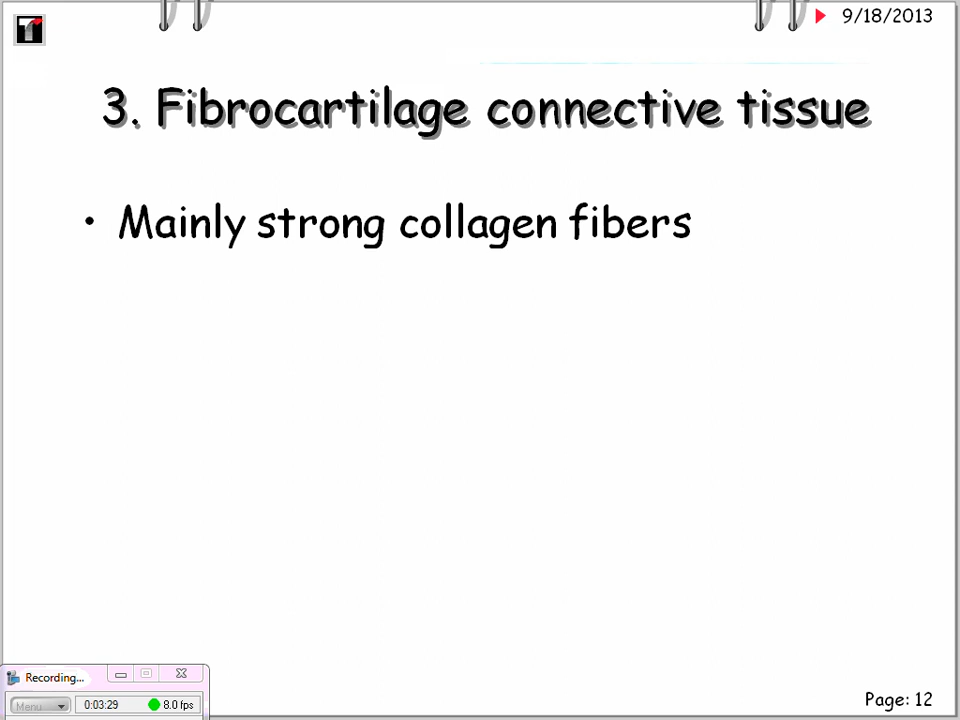 9/18/2013
3. Fibrocartilage connective tissue
• Mainly strong collagen fibers
Recording...
Menu 0:03:29 8.0 fps
Page: 12